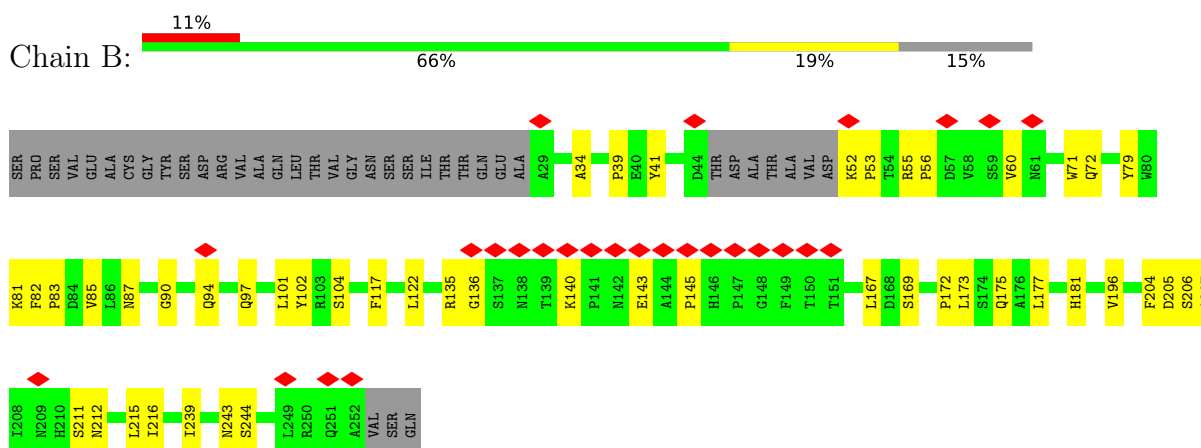 11%
Chain B:
66% 19% 15%
SER PRO SER VAL GLU ALA CYS GLY TYR SER ASP ARG VAL ALA GLN LEU THR VAL GLY ASN SER SER ILE THR THR GLN GLU ALA A29 A34 P39 E40 Y41 D44 THR ASP ALA THR ALA VAL ASP K52 P53 T54 R55 P56 D57 V58 S59 V60 N61 W71 Q72 Y79 W80
K81 F82 P83 D84 V85 L86 N87 G90 Q94 Q97 L101 Y102 R103 S104 F117 L122 R135 G136 S137 N138 T139 K140 P141 N142 E143 A144 P145 H146 P147 G148 F149 T150 T151 L167 D168 S169 P172 L173 S174 Q175 A176 L177 H181 V196 F204 D205 S206
I208 N209 H210 S211 N212 L215 I216 I239 N243 S244 L249 R250 Q251 A252 VAL SER GLN